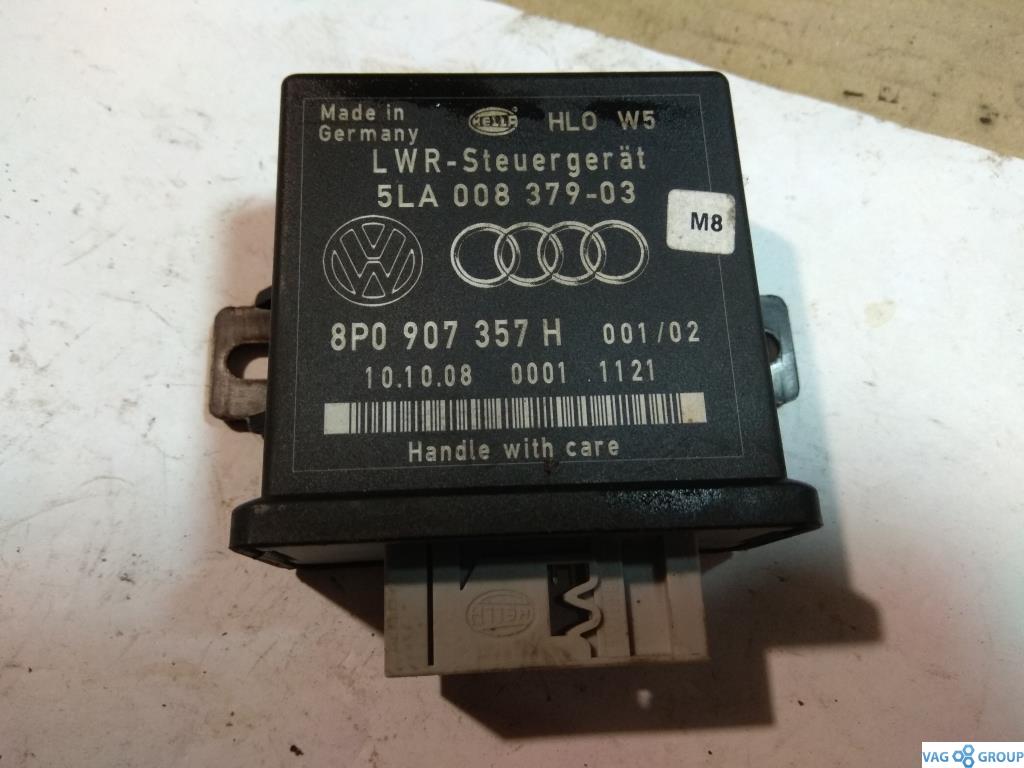 Made in
Germany
HELLA
HLO W5
LWR-Steuergerät
5LA 008 379-03
M8
8P0 907 357 H 001/02
10.10.08 0001 1121
Handle with care
HELLA
VAG GROUP